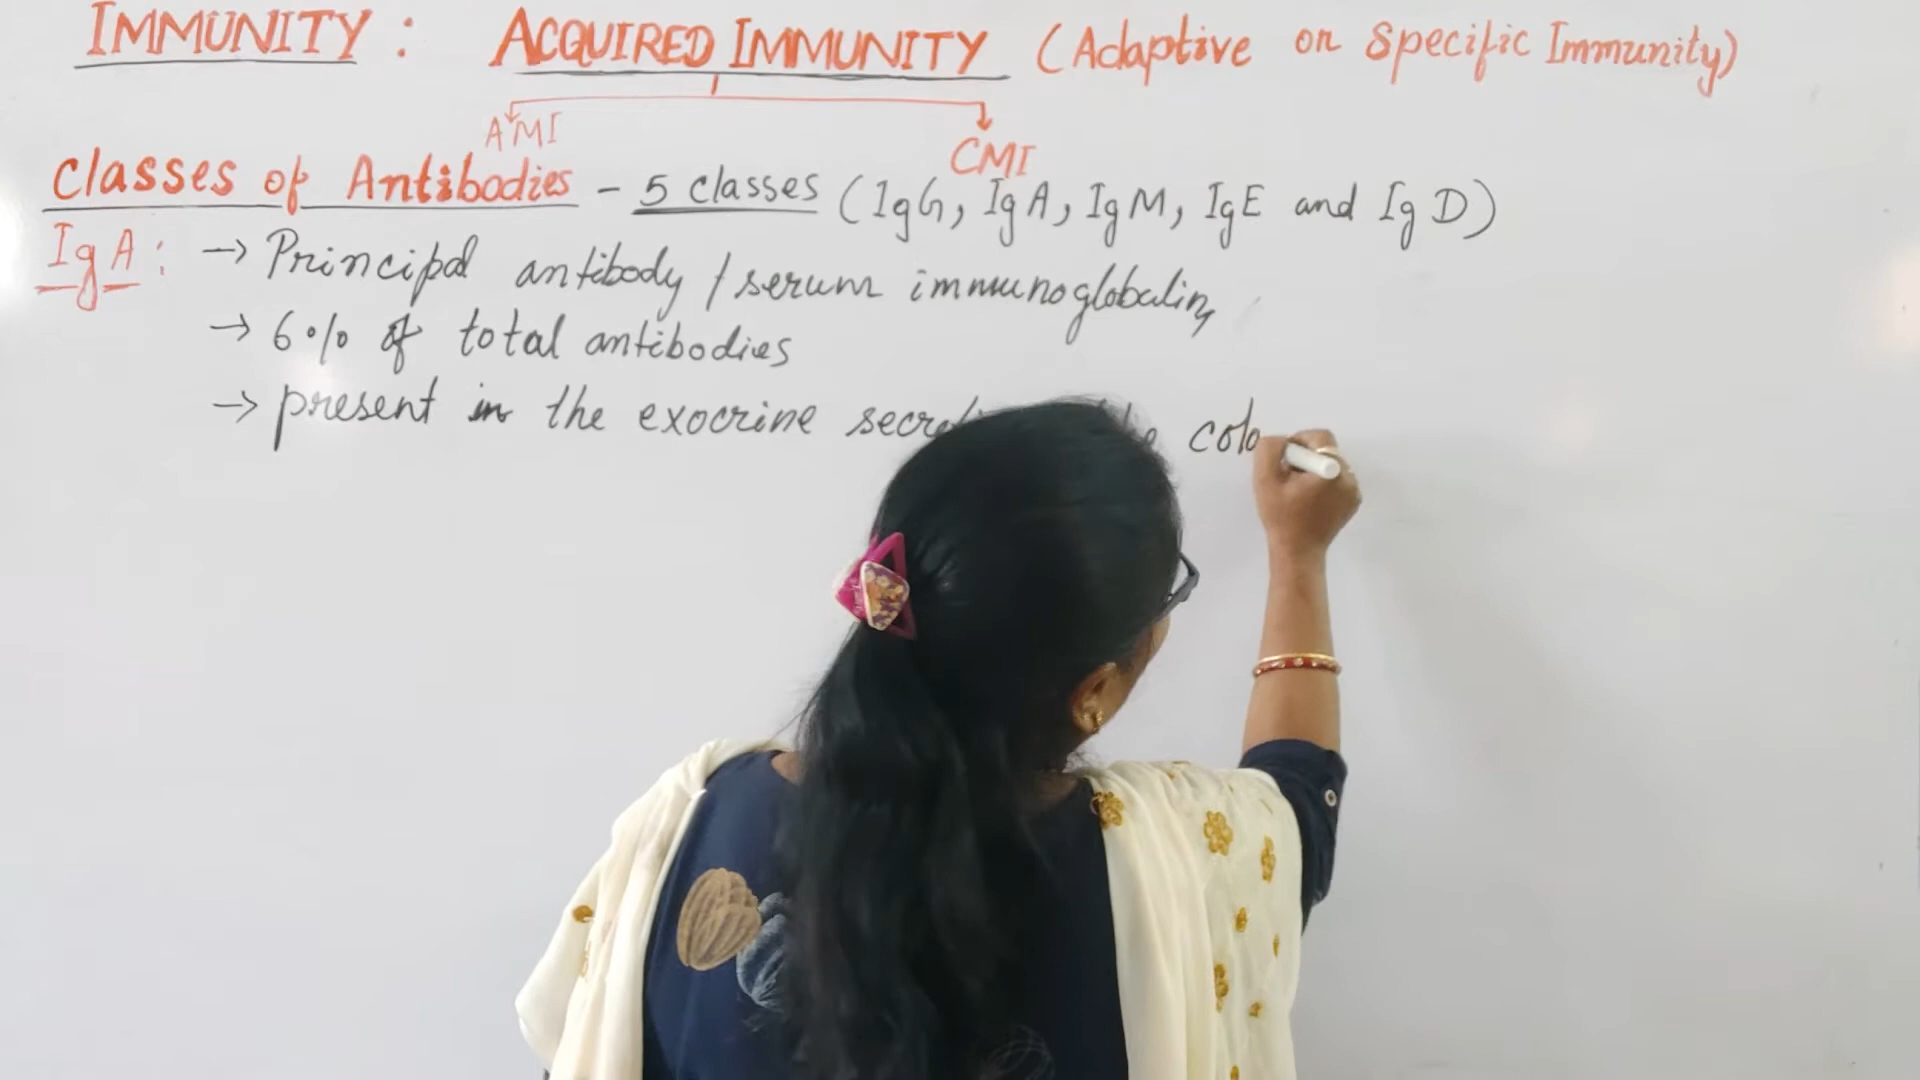 IMMUNITY : ACQUIRED IMMUNITY (Adaptive or Specific Immunity)
AMI CMI
Classes of Antibodies - 5 classes (IgG, IgA, IgM, IgE and IgD)
IgA: → Principal antibody / serum immunoglobulin,
→ 6% of total antibodies
→ present in the exocrine colo